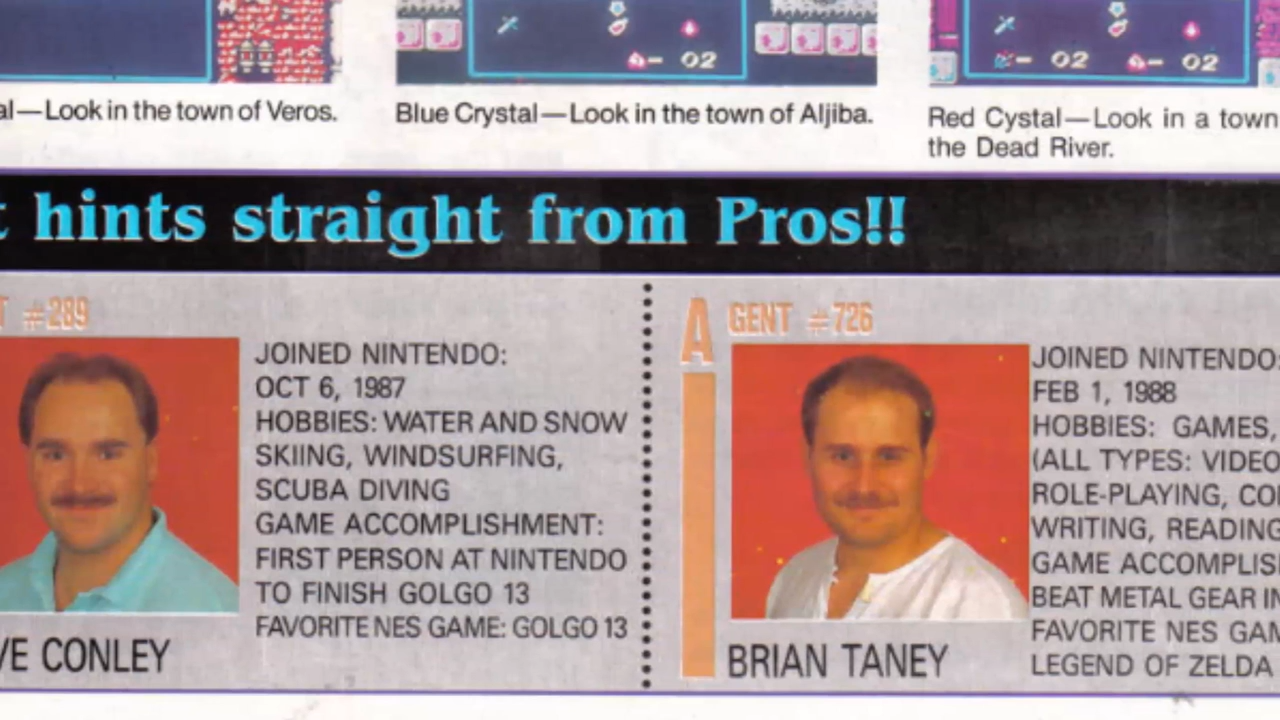 02
02
02
al—Look in the town of Veros.
Blue Crystal—Look in the town of Aljiba.
Red Cystal—Look in a town
the Dead River.
t hints straight from Pros!!
T #289
JOINED NINTENDO:
OCT 6, 1987
HOBBIES: WATER AND SNOW
SKIING, WINDSURFING,
SCUBA DIVING
GAME ACCOMPLISHMENT:
FIRST PERSON AT NINTENDO
TO FINISH GOLGO 13
FAVORITE NES GAME: GOLGO 13
VE CONLEY
AGENT #726
JOINED NINTENDO:
FEB 1, 1988
HOBBIES: GAMES,
(ALL TYPES: VIDEO
ROLE-PLAYING, CO
WRITING, READING
GAME ACCOMPLIS
BEAT METAL GEAR IN
FAVORITE NES GAM
LEGEND OF ZELDA
BRIAN TANEY